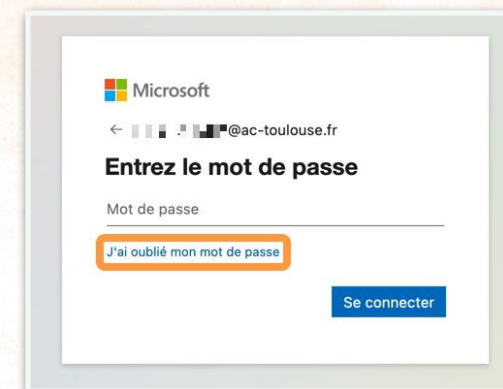 Microsoft
← @ac-toulouse.fr
Entrez le mot de passe
Mot de passe
J'ai oublié mon mot de passe
Se connecter